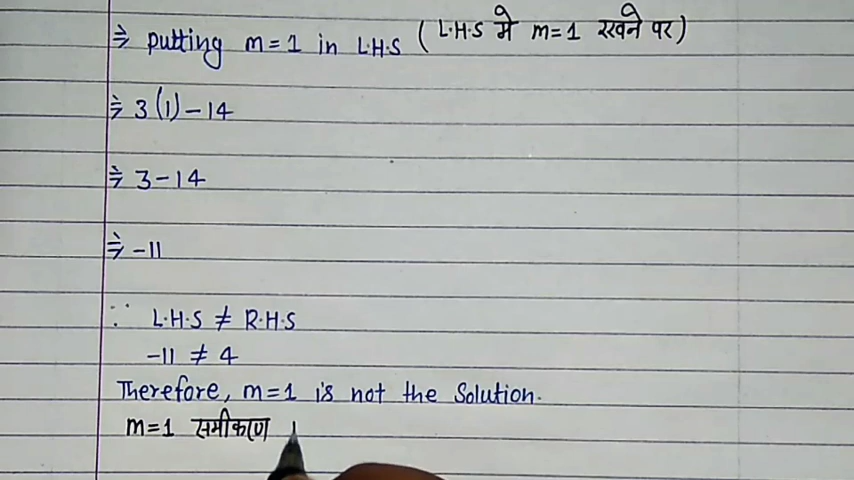 ⇒ putting m = 1 in L.H.S ( L.H.S मे m = 1 रखने पर )
⇒ 3(1) - 14
⇒ 3 - 14
⇒ -11
∵ L.H.S ≠ R.H.S
-11 ≠ 4
Therefore, m = 1 is not the Solution.
m = 1 समीकरण